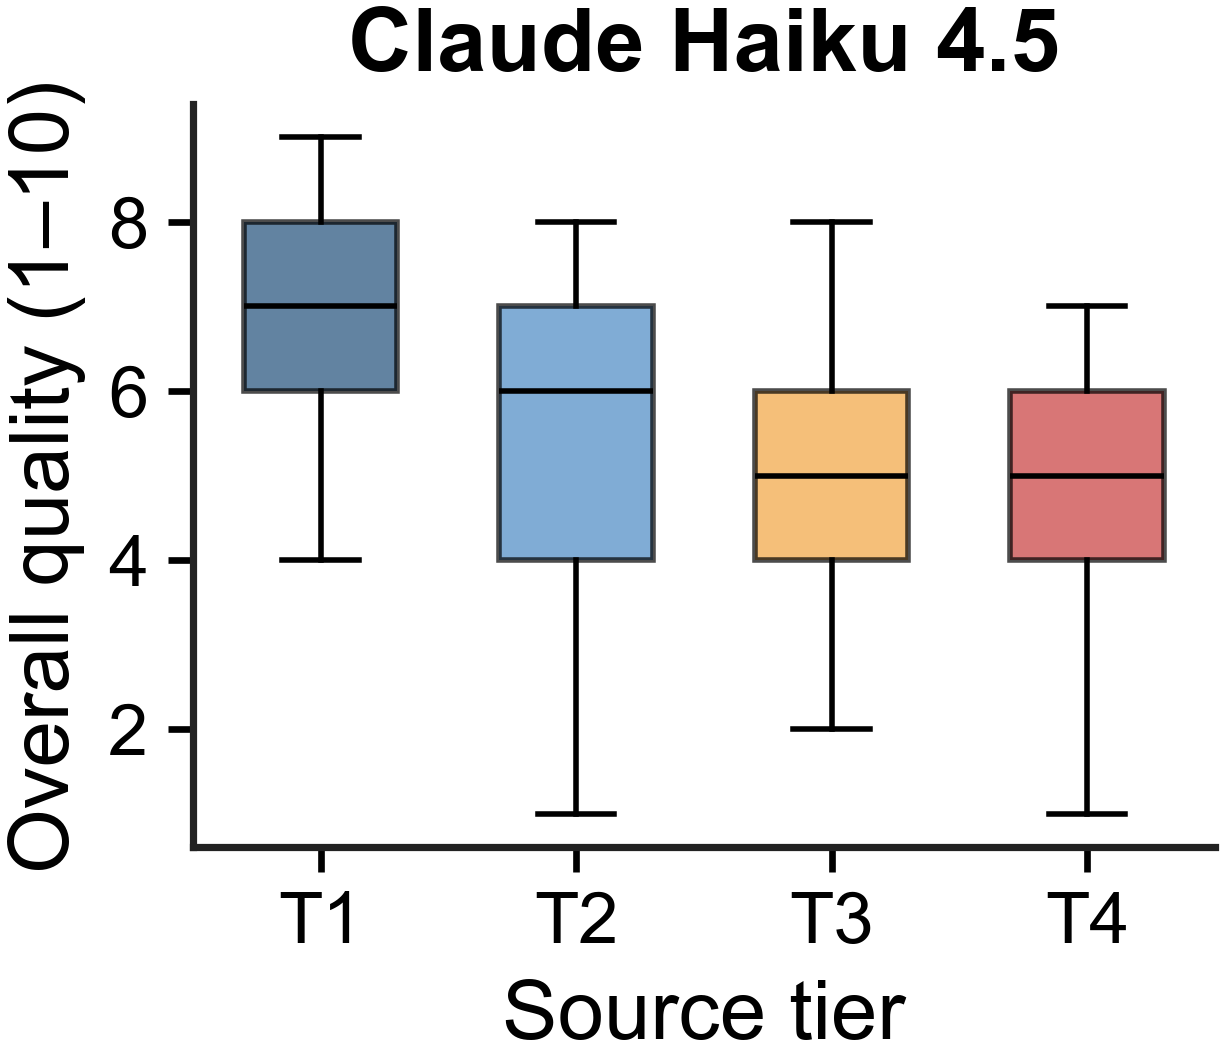 Claude Haiku 4.5
Overall quality (1–10)
8
6
4
2
T1 T2 T3 T4
Source tier